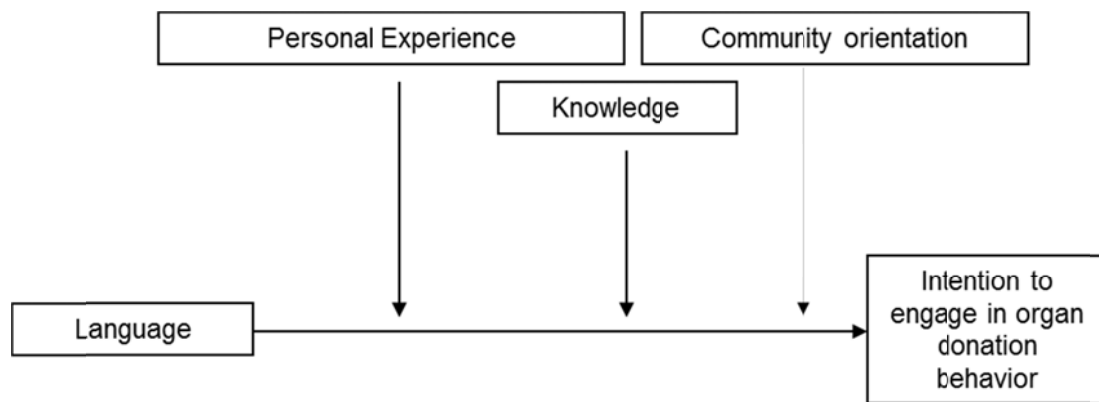 Personal Experience
Community orientation
Knowledge
Language
Intention to
engage in organ
donation
behavior